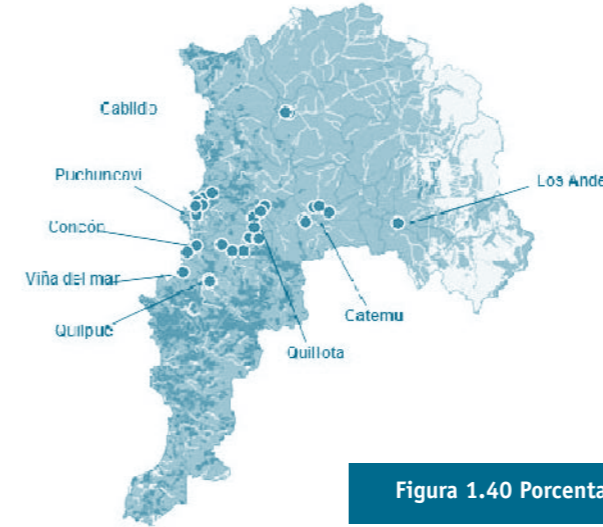 Cabildo
Puchuncavi
Los Ande
Concón
Viña del mar
Catemu
Quilpue
Quillota
Figura 1.40 Porcenta